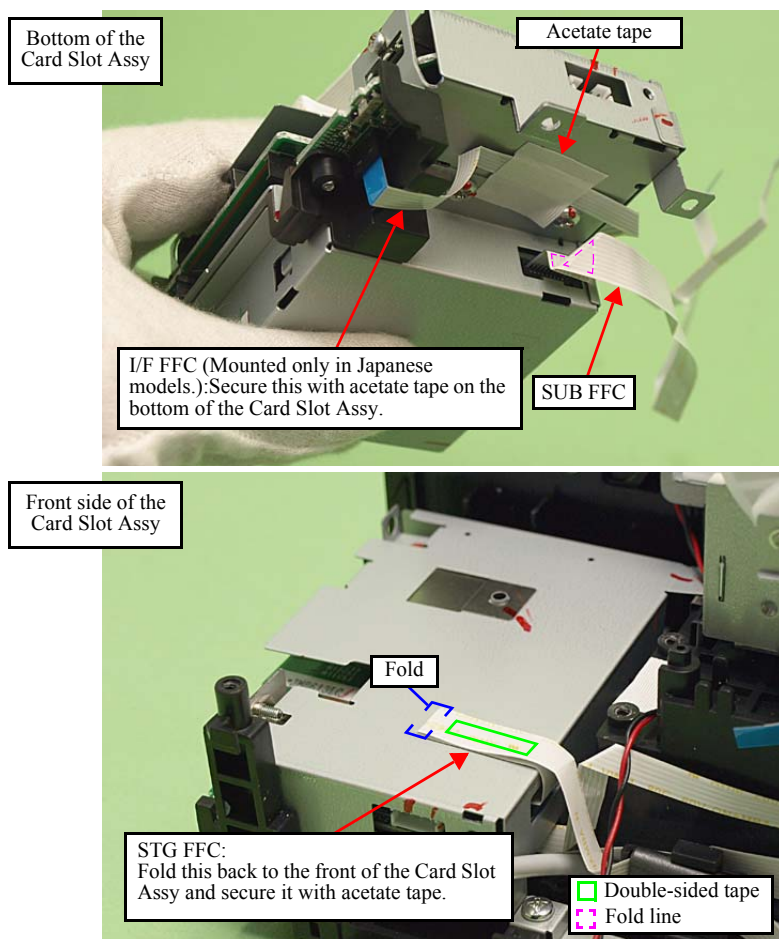 Bottom of the
Card Slot Assy
Acetate tape
I/F FFC (Mounted only in Japanese
models.):Secure this with acetate tape on the
bottom of the Card Slot Assy.
SUB FFC
Front side of the
Card Slot Assy
Fold
STG FFC:
Fold this back to the front of the Card Slot
Assy and secure it with acetate tape.
Double-sided tape
Fold line